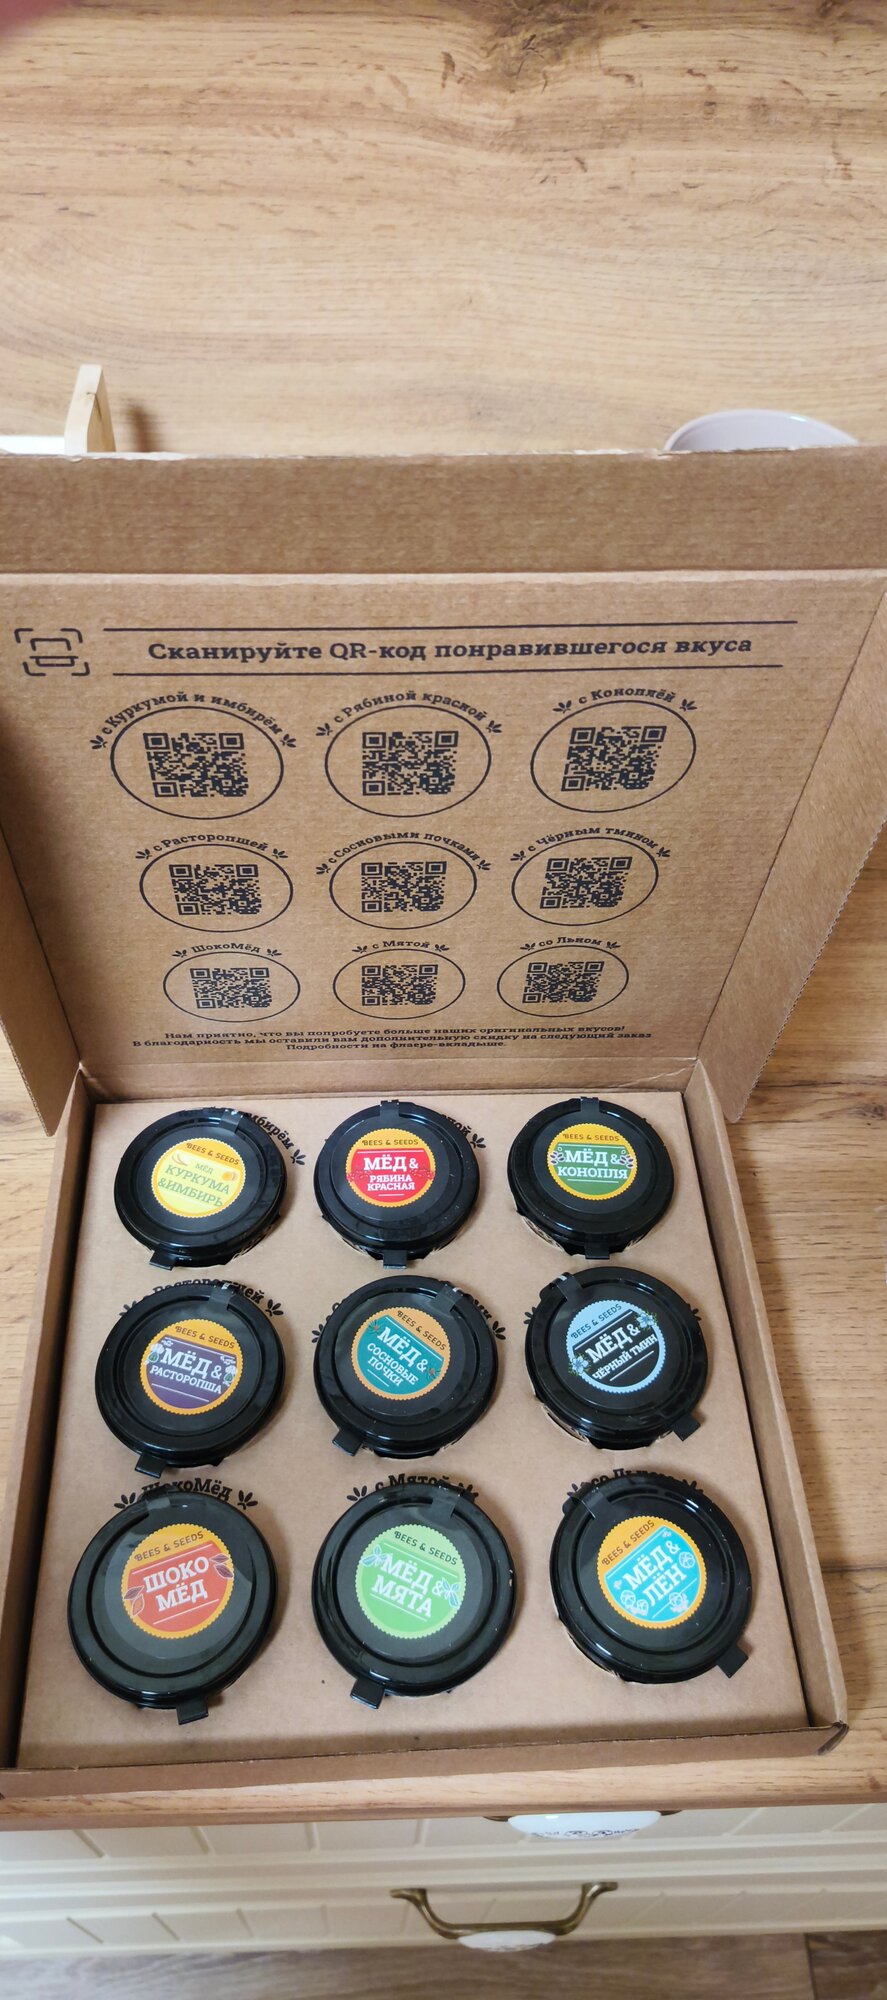 Сканируйте QR-код понравившегося вкуса
с Куркумой и имбирём
с Рябиной красной
с Коноплёй
с Расторопшей
с Сосновыми почками
с Чёрным тмином
ШокоМёд
с Мятой
со Льном
Нам приятно, что вы попробуете больше наших оригинальных вкусов!
В благодарность мы оставили вам дополнительную скидку на следующий заказ
Подробности на флаере-вкладыше.
BEES & SEEDS
МЁД
КУРКУМА
&ИМБИРЬ
BEES & SEEDS
МЁД &
РЯБИНА
КРАСНАЯ
BEES & SEEDS
МЁД &
КОНОПЛЯ
Расторопшей
BEES & SEEDS
МЁД &
РАСТОРОПША
BEES & SEEDS
МЁД &
СОСНОВЫЕ
ПОЧКИ
BEES & SEEDS
МЁД &
ЧЁРНЫЙ ТМИН
ШокоМёд
BEES & SEEDS
ШОКО
МЁД
с Мятой
BEES & SEEDS
МЁД &
МЯТА
BEES & SEEDS
МЁД &
ЛЁН